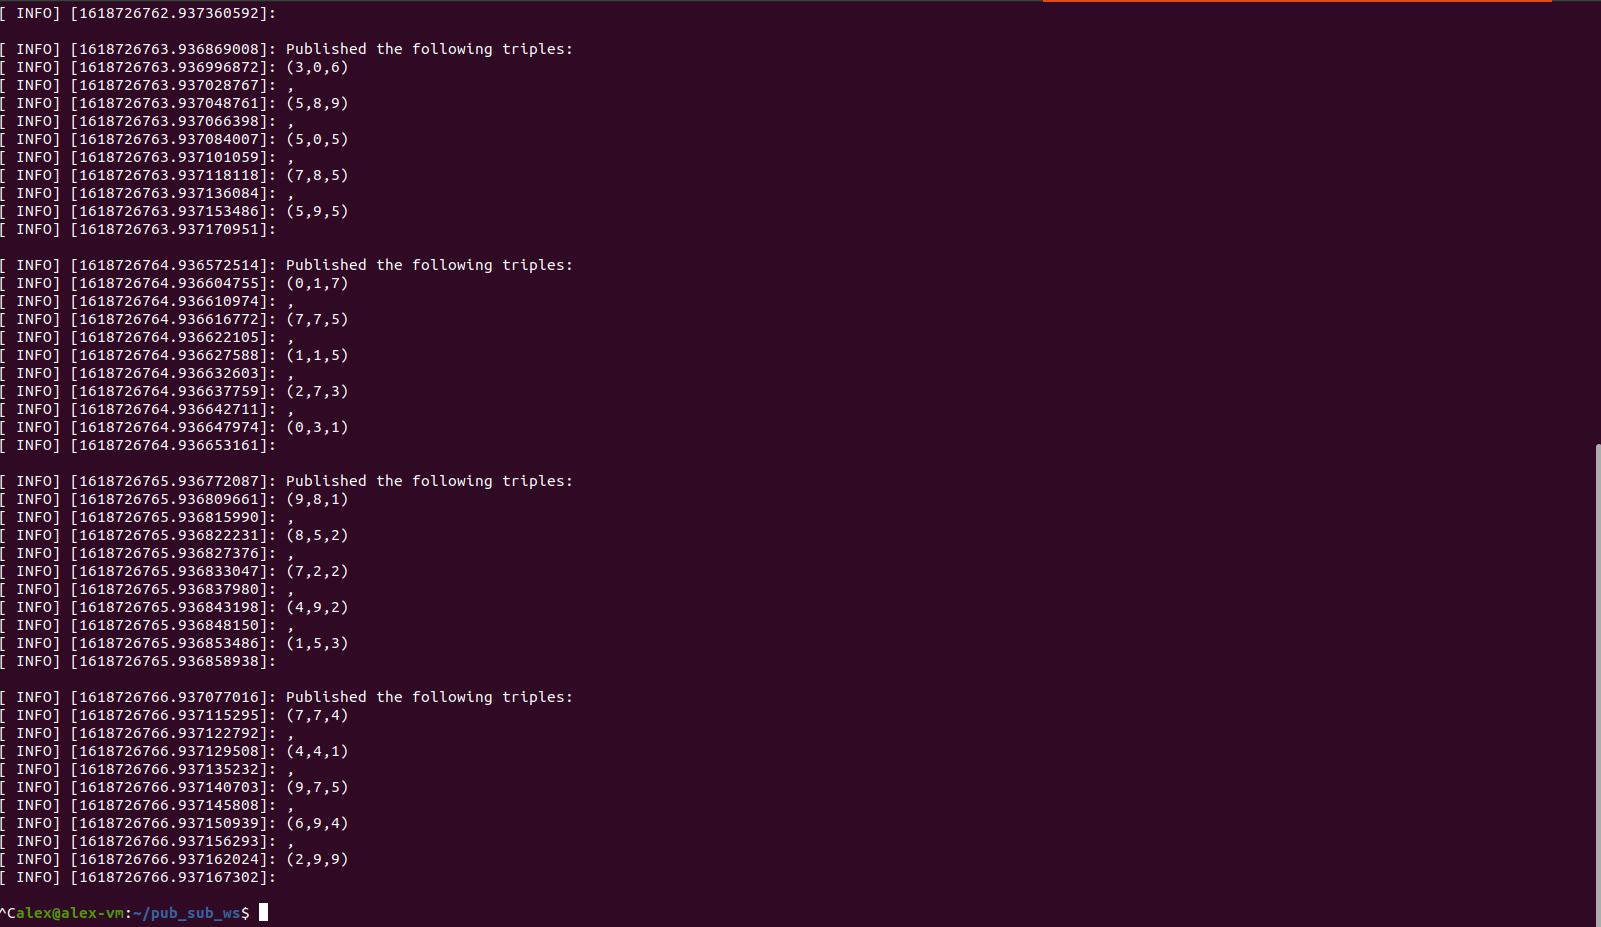 [ INFO] [1618726762.937360592]:
[ INFO] [1618726763.936869008]: Published the following triples:
[ INFO] [1618726763.936996872]: (3,0,6)
[ INFO] [1618726763.937028767]: ,
[ INFO] [1618726763.937048761]: (5,8,9)
[ INFO] [1618726763.937066398]: ,
[ INFO] [1618726763.937084007]: (5,0,5)
[ INFO] [1618726763.937101059]: ,
[ INFO] [1618726763.937118118]: (7,8,5)
[ INFO] [1618726763.937136084]: ,
[ INFO] [1618726763.937153486]: (5,9,5)
[ INFO] [1618726763.937170951]:
[ INFO] [1618726764.936572514]: Published the following triples:
[ INFO] [1618726764.936604755]: (0,1,7)
[ INFO] [1618726764.936610974]: ,
[ INFO] [1618726764.936616772]: (7,7,5)
[ INFO] [1618726764.936622105]: ,
[ INFO] [1618726764.936627588]: (1,1,5)
[ INFO] [1618726764.936632603]: ,
[ INFO] [1618726764.936637759]: (2,7,3)
[ INFO] [1618726764.936642711]: ,
[ INFO] [1618726764.936647974]: (0,3,1)
[ INFO] [1618726764.936653161]:
[ INFO] [1618726765.936772087]: Published the following triples:
[ INFO] [1618726765.936809661]: (9,8,1)
[ INFO] [1618726765.936815990]: ,
[ INFO] [1618726765.936822231]: (8,5,2)
[ INFO] [1618726765.936827376]: ,
[ INFO] [1618726765.936833047]: (7,2,2)
[ INFO] [1618726765.936837980]: ,
[ INFO] [1618726765.936843198]: (4,9,2)
[ INFO] [1618726765.936848150]: ,
[ INFO] [1618726765.936853486]: (1,5,3)
[ INFO] [1618726765.936858938]:
[ INFO] [1618726766.937077016]: Published the following triples:
[ INFO] [1618726766.937115295]: (7,7,4)
[ INFO] [1618726766.937122792]: ,
[ INFO] [1618726766.937129508]: (4,4,1)
[ INFO] [1618726766.937135232]: ,
[ INFO] [1618726766.937140703]: (9,7,5)
[ INFO] [1618726766.937145808]: ,
[ INFO] [1618726766.937150939]: (6,9,4)
[ INFO] [1618726766.937156293]: ,
[ INFO] [1618726766.937162024]: (2,9,9)
[ INFO] [1618726766.937167302]:
^Calex@alex-vm:~/pub_sub_ws$